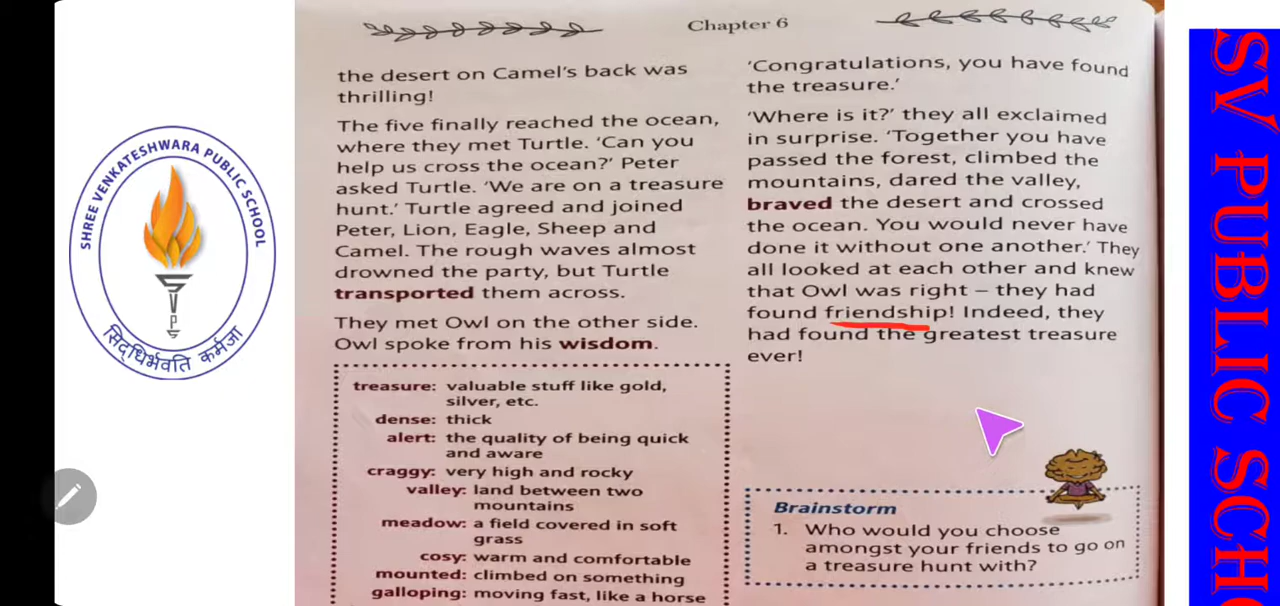 Chapter 6
SHREE VENKATESHWARA PUBLIC SCHOOL
SVPS
सिद्धिर्भवति कर्मजा
the desert on Camel's back was
thrilling!
The five finally reached the ocean,
where they met Turtle. 'Can you
help us cross the ocean?' Peter
asked Turtle. 'We are on a treasure
hunt.' Turtle agreed and joined
Peter, Lion, Eagle, Sheep and
Camel. The rough waves almost
drowned the party, but Turtle
transported them across.
They met Owl on the other side.
Owl spoke from his wisdom.
treasure: valuable stuff like gold,
silver, etc.
dense: thick
alert: the quality of being quick
and aware
craggy: very high and rocky
valley: land between two
mountains
meadow: a field covered in soft
grass
cosy: warm and comfortable
mounted: climbed on something
galloping: moving fast, like a horse
'Congratulations, you have found
the treasure.'
'Where is it?' they all exclaimed
in surprise. 'Together you have
passed the forest, climbed the
mountains, dared the valley,
braved the desert and crossed
the ocean. You would never have
done it without one another.' They
all looked at each other and knew
that Owl was right – they had
found friendship! Indeed, they
had found the greatest treasure
ever!
Brainstorm
1. Who would you choose
amongst your friends to go on
a treasure hunt with?
SV PUBLIC SCHO